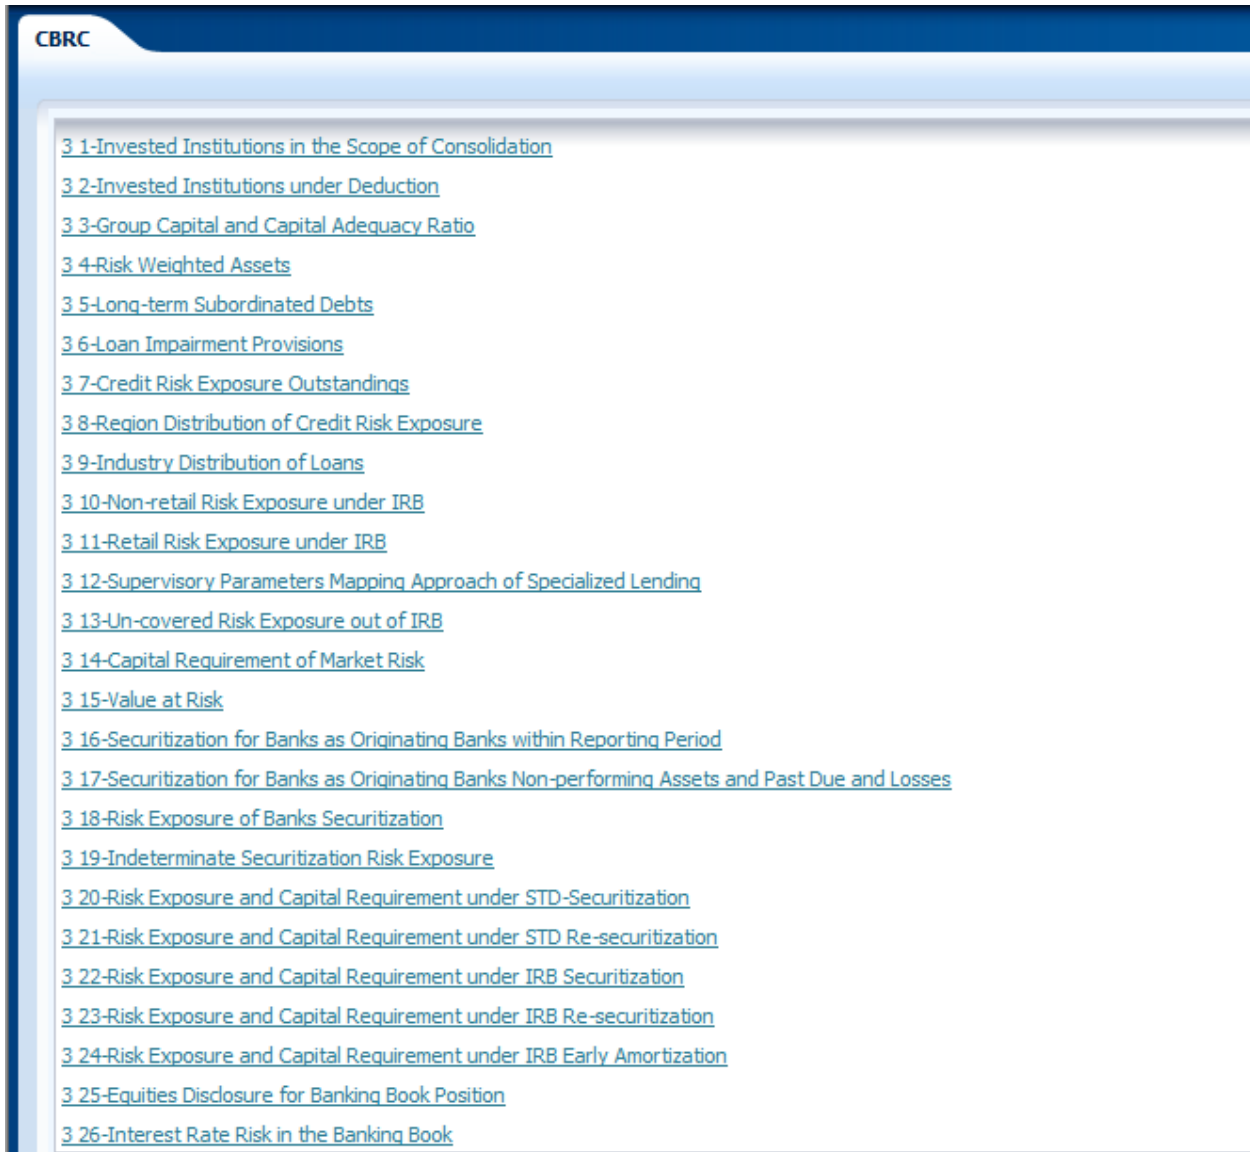 CBRC
3 1-Invested Institutions in the Scope of Consolidation
3 2-Invested Institutions under Deduction
3 3-Group Capital and Capital Adequacy Ratio
3 4-Risk Weighted Assets
3 5-Long-term Subordinated Debts
3 6-Loan Impairment Provisions
3 7-Credit Risk Exposure Outstandings
3 8-Region Distribution of Credit Risk Exposure
3 9-Industry Distribution of Loans
3 10-Non-retail Risk Exposure under IRB
3 11-Retail Risk Exposure under IRB
3 12-Supervisory Parameters Mapping Approach of Specialized Lending
3 13-Un-covered Risk Exposure out of IRB
3 14-Capital Requirement of Market Risk
3 15-Value at Risk
3 16-Securitization for Banks as Originating Banks within Reporting Period
3 17-Securitization for Banks as Originating Banks Non-performing Assets and Past Due and Losses
3 18-Risk Exposure of Banks Securitization
3 19-Indeterminate Securitization Risk Exposure
3 20-Risk Exposure and Capital Requirement under STD-Securitization
3 21-Risk Exposure and Capital Requirement under STD Re-securitization
3 22-Risk Exposure and Capital Requirement under IRB Securitization
3 23-Risk Exposure and Capital Requirement under IRB Re-securitization
3 24-Risk Exposure and Capital Requirement under IRB Early Amortization
3 25-Equities Disclosure for Banking Book Position
3 26-Interest Rate Risk in the Banking Book